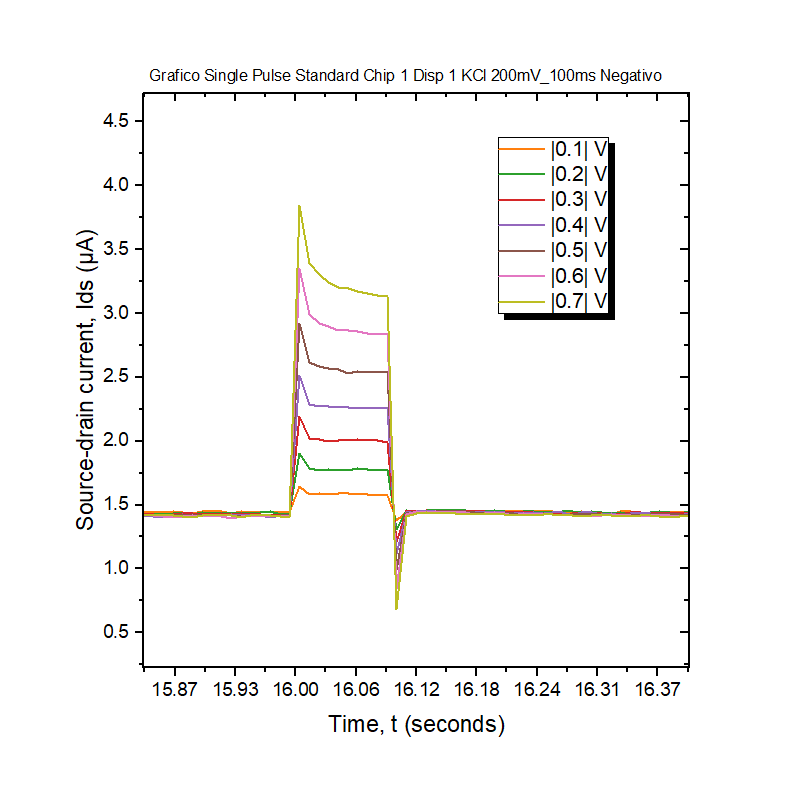 Grafico Single Pulse Standard Chip 1 Disp 1 KCl 200mV_100ms Negativo
4.5
4.0
3.5
3.0
2.5
2.0
1.5
1.0
0.5
Source-drain current, Ids (µA)
|0.1| V
|0.2| V
|0.3| V
|0.4| V
|0.5| V
|0.6| V
|0.7| V
15.87 15.93 16.00 16.06 16.12 16.18 16.24 16.31 16.37
Time, t (seconds)